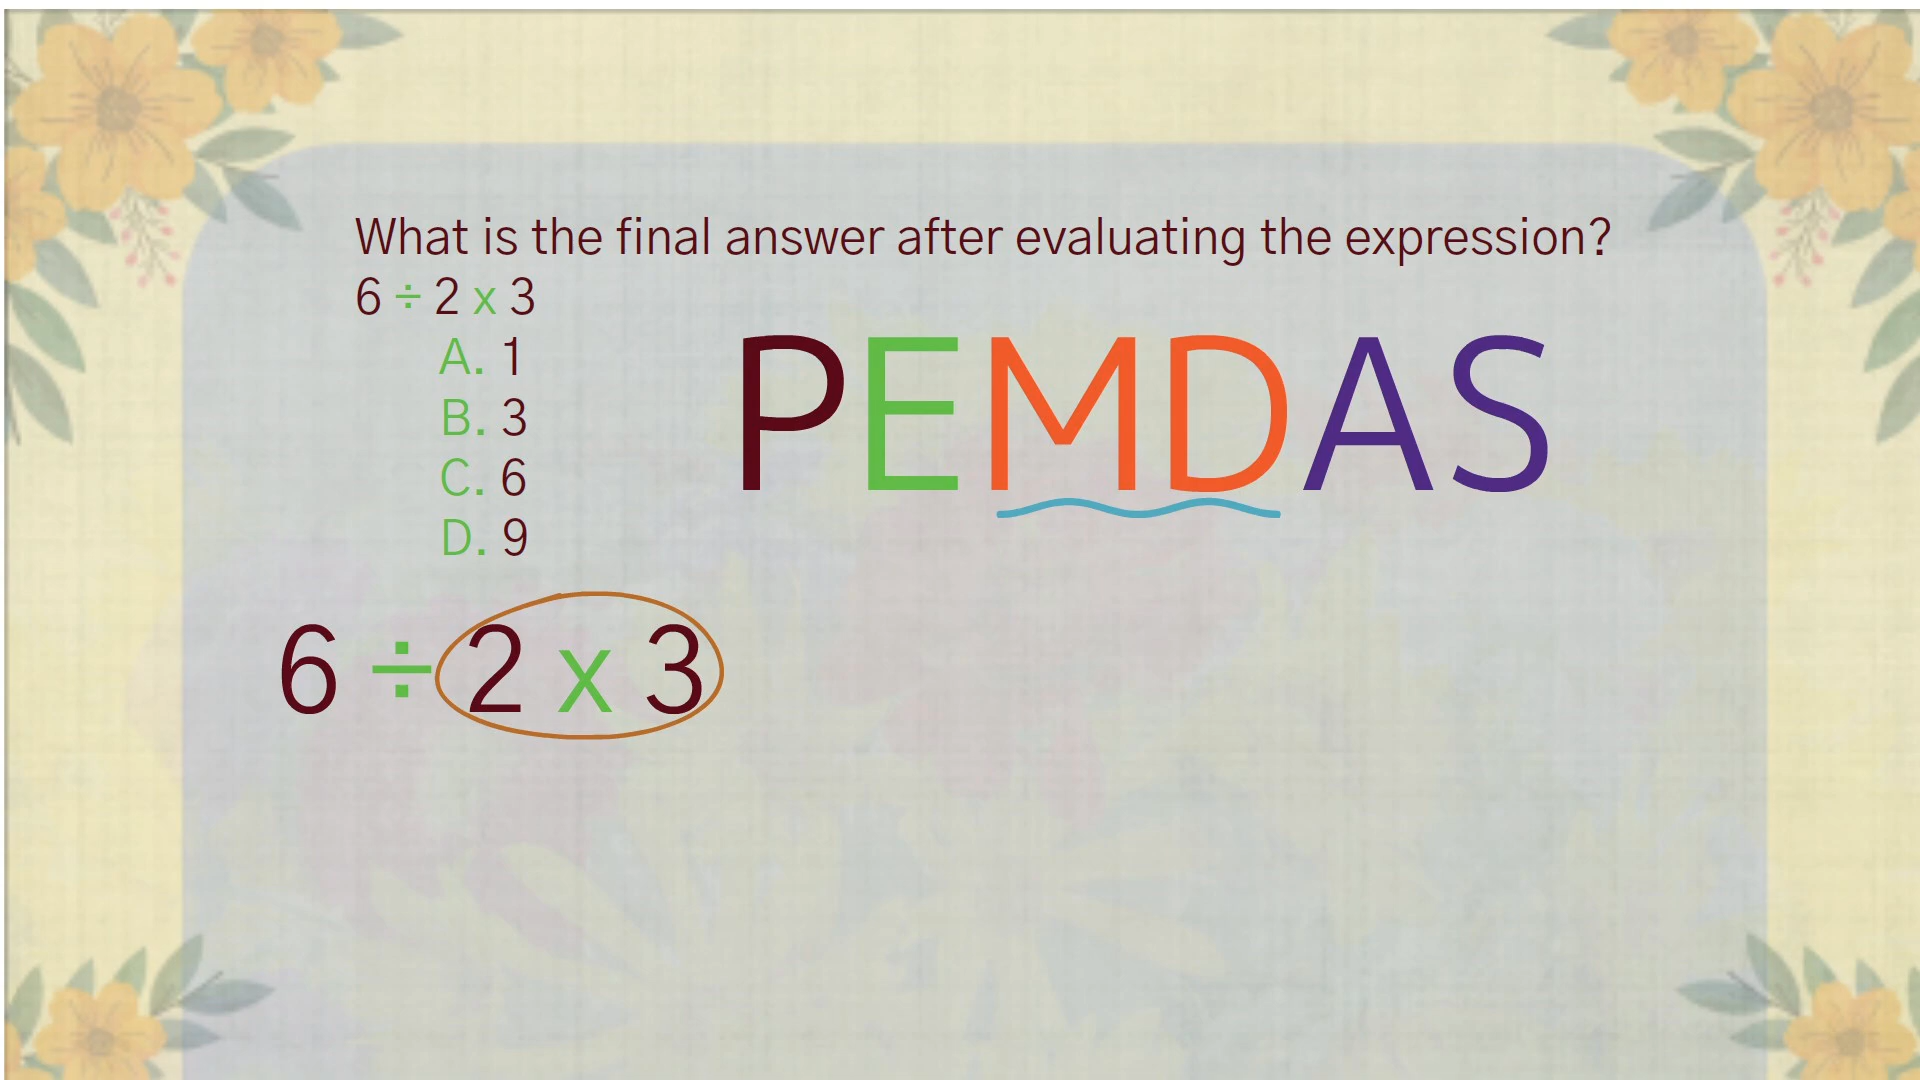 What is the final answer after evaluating the expression?
6 ÷ 2 x 3
A. 1
B. 3
C. 6
D. 9
PEMDAS
6 ÷ 2 x 3